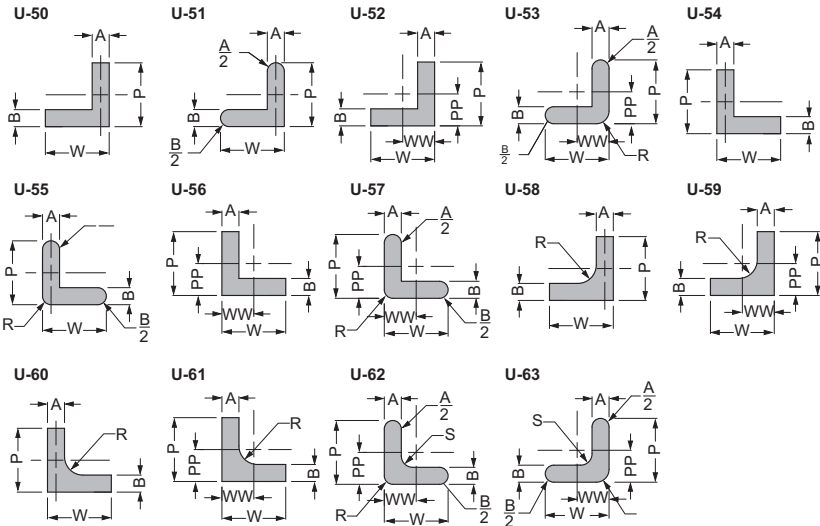 U-50 U-51 U-52 U-53 U-54
A A A A A
A/2 A/2
P P P P P
PP PP
B B B B B
B/2 B/2
W W W W W
WW WW
R
U-55 U-56 U-57 U-58 U-59
A A A A A
A/2
R R
P P P P P
PP PP PP
B B B B B
R R
WW WW WW
W W W W W
B/2 B/2
U-60 U-61 U-62 U-63
A A A A
A/2 A/2
R R S S
P P P P
PP PP PP
B B B B
R
WW WW WW
W W W W
B/2 B/2